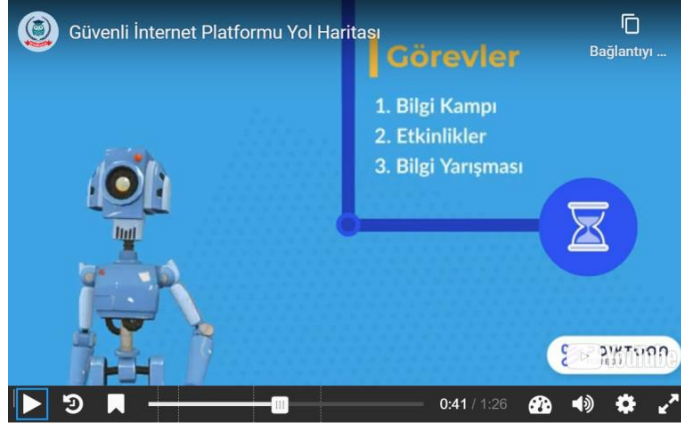 Güvenli İnternet Platformu Yol Haritası
Bağlantıyı ...
Görevler
1. Bilgi Kampı
2. Etkinlikler
3. Bilgi Yarışması
0:41 / 1:26